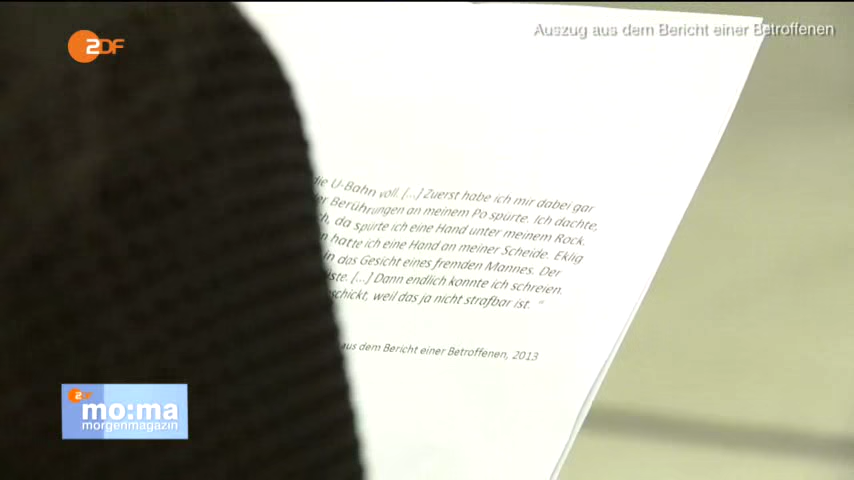 ZDF
Auszug aus dem Bericht einer Betroffenen
die U-Bahn voll. [...] Zuerst habe ich mir dabei gar
Berührungen an meinem Po spürte. Ich dachte,
da spürte ich eine Hand unter meinem Rock.
hatte ich eine Hand an meiner Scheide. Eklig
in das Gesicht eines fremden Mannes. Der
[...] Dann endlich konnte ich schreien.
weil das ja nicht strafbar ist. "
aus dem Bericht einer Betroffenen, 2013
ZDF
mo:ma
morgenmagazin